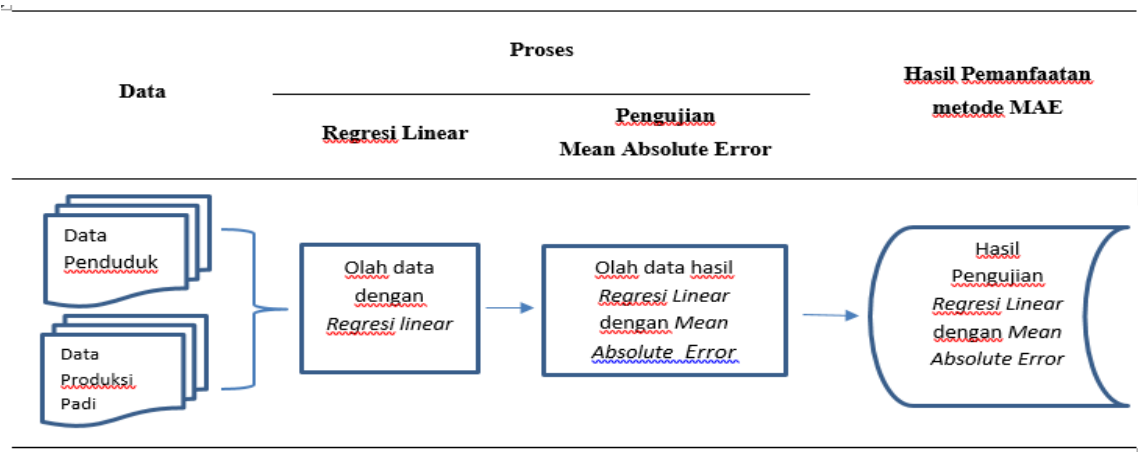 Proses
Data
Hasil Pemanfaatan
metode MAE
Regresi Linear
Pengujian
Mean Absolute Error
Data
Penduduk
Data
Produksi
Padi
Olah data
dengan
Regresi linear
Olah data hasil
Regresi Linear
dengan Mean
Absolute Error
Hasil
Pengujian
Regresi Linear
dengan Mean
Absolute Error